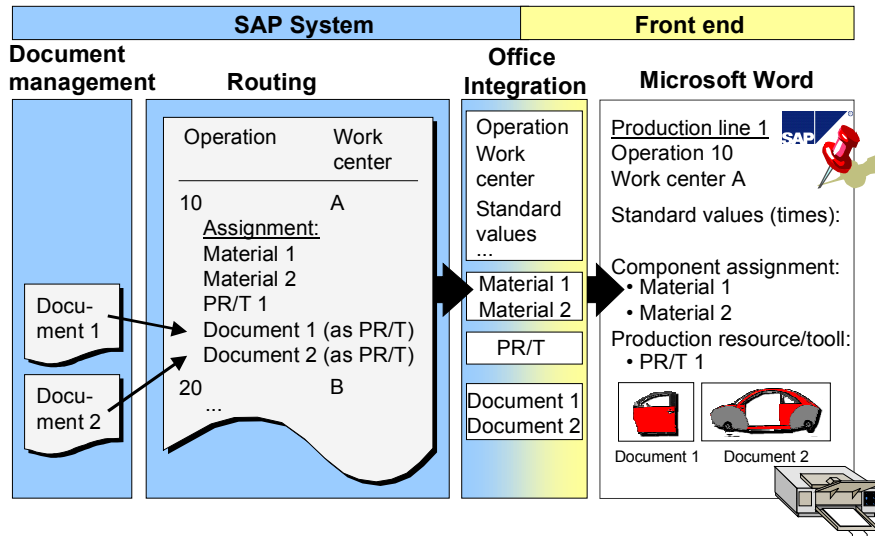 SAP System
Front end
Document
management
Routing
Office
Integration
Microsoft Word
Docu-
ment 1
Docu-
ment 2
Operation Work
center
10 A
Assignment:
Material 1
Material 2
PR/T 1
Document 1 (as PR/T)
Document 2 (as PR/T)
20 B
...
Operation
Work
center
Standard
values
...
Material 1
Material 2
PR/T
Document 1
Document 2
Production line 1
SAP
Operation 10
Work center A
Standard values (times):
Component assignment:
• Material 1
• Material 2
Production resource/tooll:
• PR/T 1
Document 1 Document 2